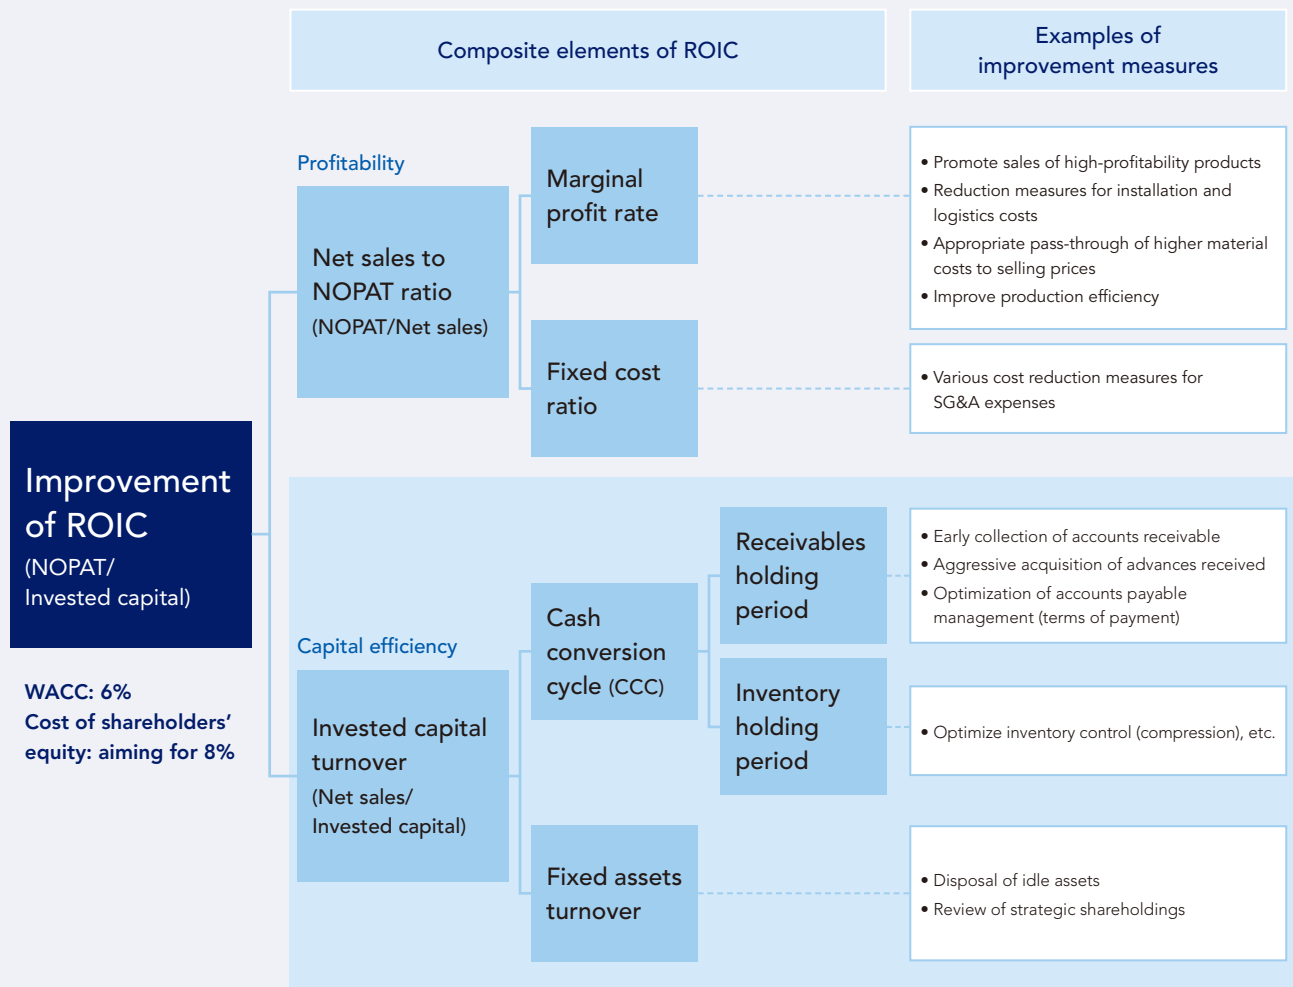 Composite elements of ROIC
Examples of
improvement measures
Improvement
of ROIC
(NOPAT/
Invested capital)
WACC: 6%
Cost of shareholders’
equity: aiming for 8%
Profitability
Net sales to
NOPAT ratio
(NOPAT/Net sales)
Marginal
profit rate
• Promote sales of high-profitability products
• Reduction measures for installation and
logistics costs
• Appropriate pass-through of higher material
costs to selling prices
• Improve production efficiency
Fixed cost
ratio
• Various cost reduction measures for
SG&A expenses
Capital efficiency
Invested capital
turnover
(Net sales/
Invested capital)
Cash
conversion
cycle (CCC)
Receivables
holding
period
• Early collection of accounts receivable
• Aggressive acquisition of advances received
• Optimization of accounts payable
management (terms of payment)
Inventory
holding
period
• Optimize inventory control (compression), etc.
Fixed assets
turnover
• Disposal of idle assets
• Review of strategic shareholdings